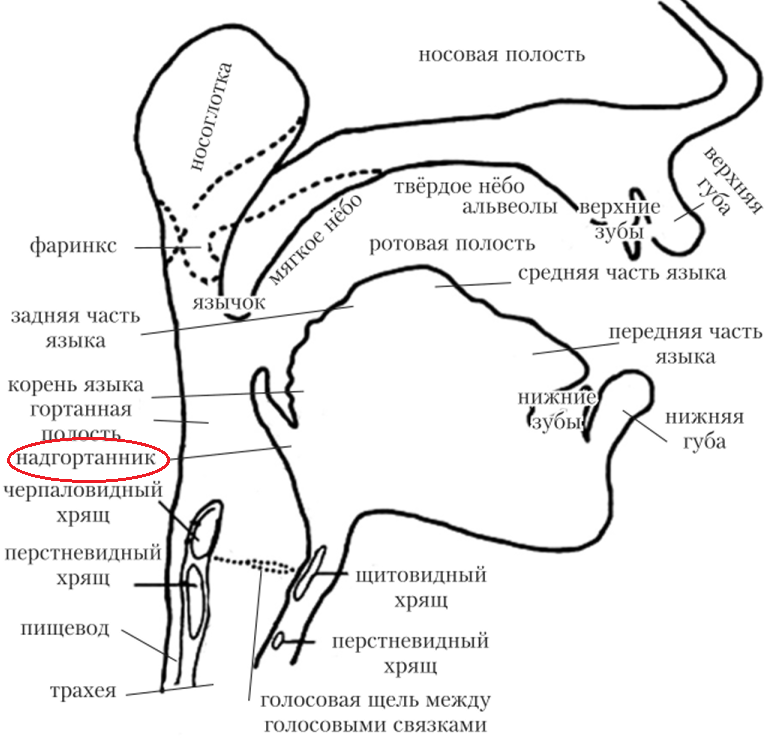 носовая полость
носоглотка
верхняя
губа
твёрдое нёбо
альвеолы
верхние
зубы
мягкое нёбо
фаринкс
ротовая полость
средняя часть языка
язычок
задняя часть
языка
передняя часть
языка
корень языка
гортанная
полость
нижние
зубы
нижняя
губа
надгортанник
черпаловидный
хрящ
перстневидный
хрящ
щитовидный
хрящ
пищевод
перстневидный
хрящ
трахея
голосовая щель между
голосовыми связками